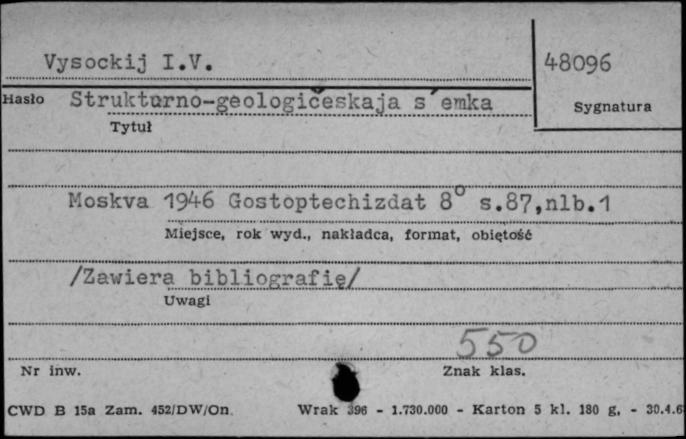 Vysockij I.V.
48096
Hasło Strukturno-geologičeskaja s´emka
Sygnatura
Tytuł
Moskva 1946 Gostoptechizdat 8° s.87,nlb.1
Miejsce, rok wyd., nakładca, format, objętość
/Zawiera bibliografię/
Uwagi
550
Nr inw.
Znak klas.
CWD B 15a Zam. 452/DW/On. Wrak 396 - 1.730.000 - Karton 5 kl. 180 g, - 30.4.6